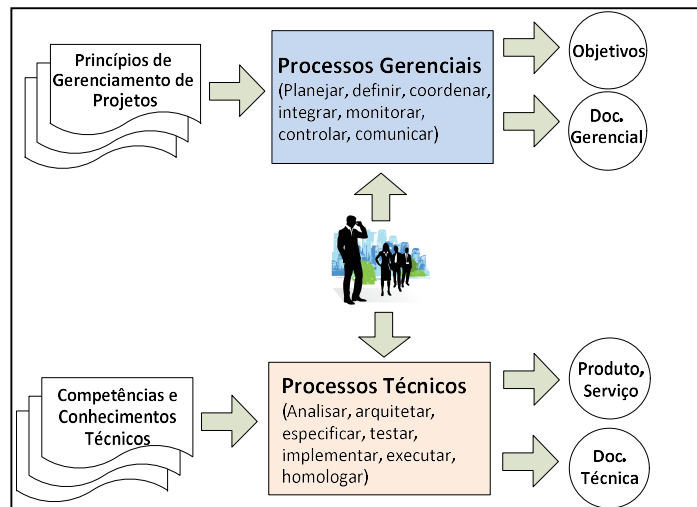 Princípios de
Gerenciamento de
Projetos
Processos Gerenciais
(Planejar, definir, coordenar,
integrar, monitorar,
controlar, comunicar)
Objetivos
Doc.
Gerencial
Competências e
Conhecimentos
Técnicos
Processos Técnicos
(Analisar, arquitetar,
especificar, testar,
implementar, executar,
homologar)
Produto,
Serviço
Doc.
Técnica